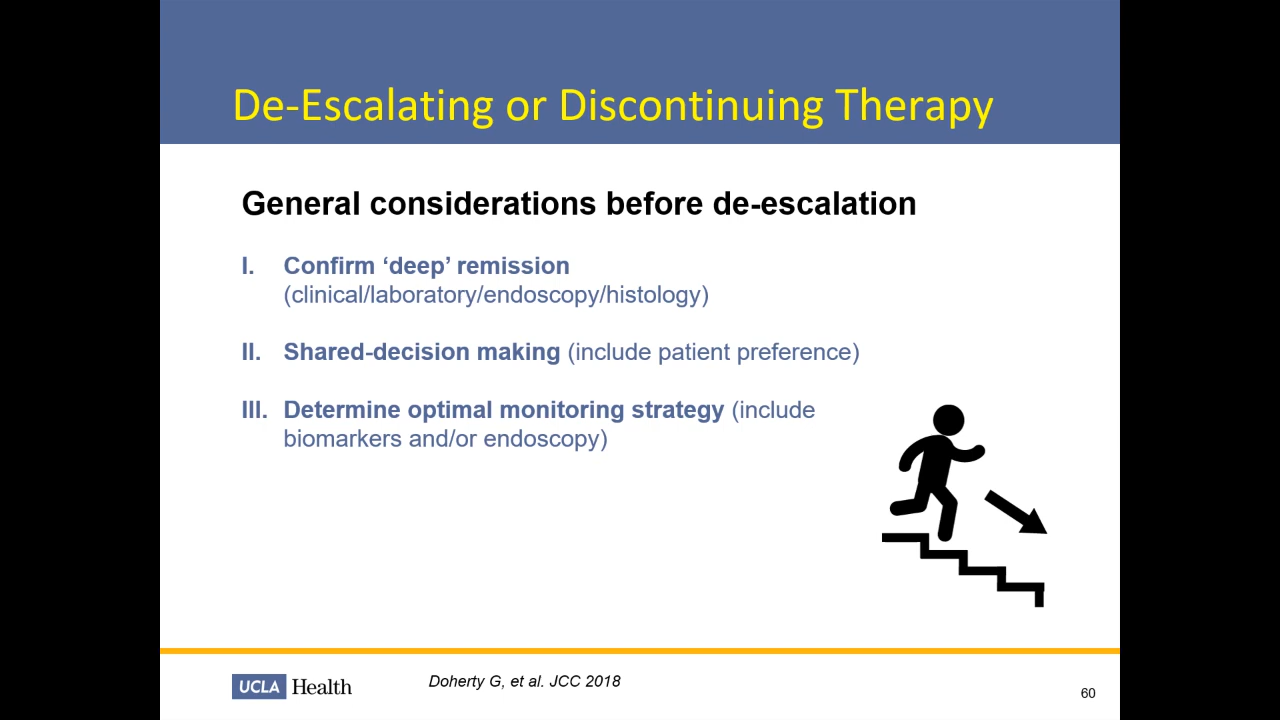 De-Escalating or Discontinuing Therapy
General considerations before de-escalation
I. Confirm ‘deep’ remission
(clinical/laboratory/endoscopy/histology)
II. Shared-decision making (include patient preference)
III. Determine optimal monitoring strategy (include
biomarkers and/or endoscopy)
UCLA Health
Doherty G, et al. JCC 2018
60